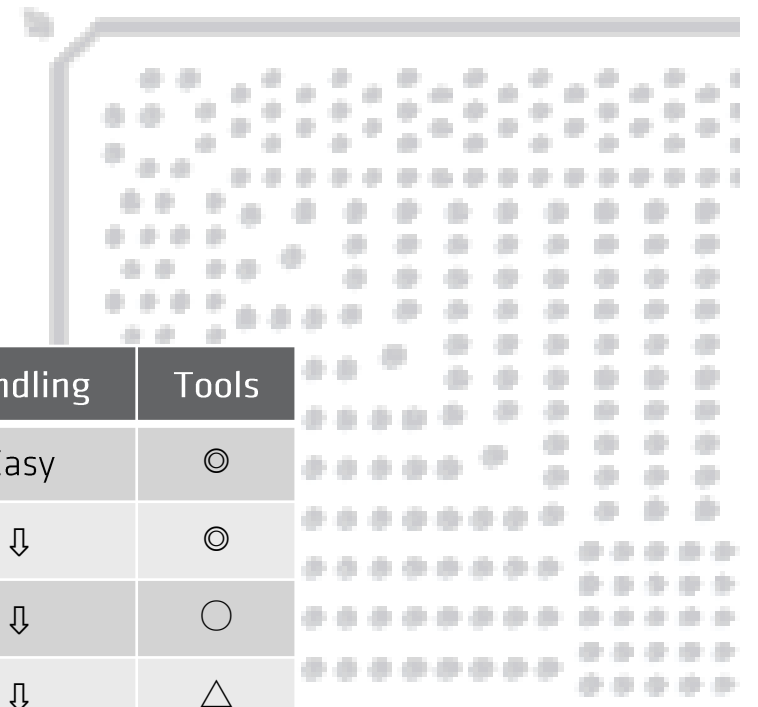 ndling Tools
Easy ◎
⇩ ◎
⇩ ○
⇩ △